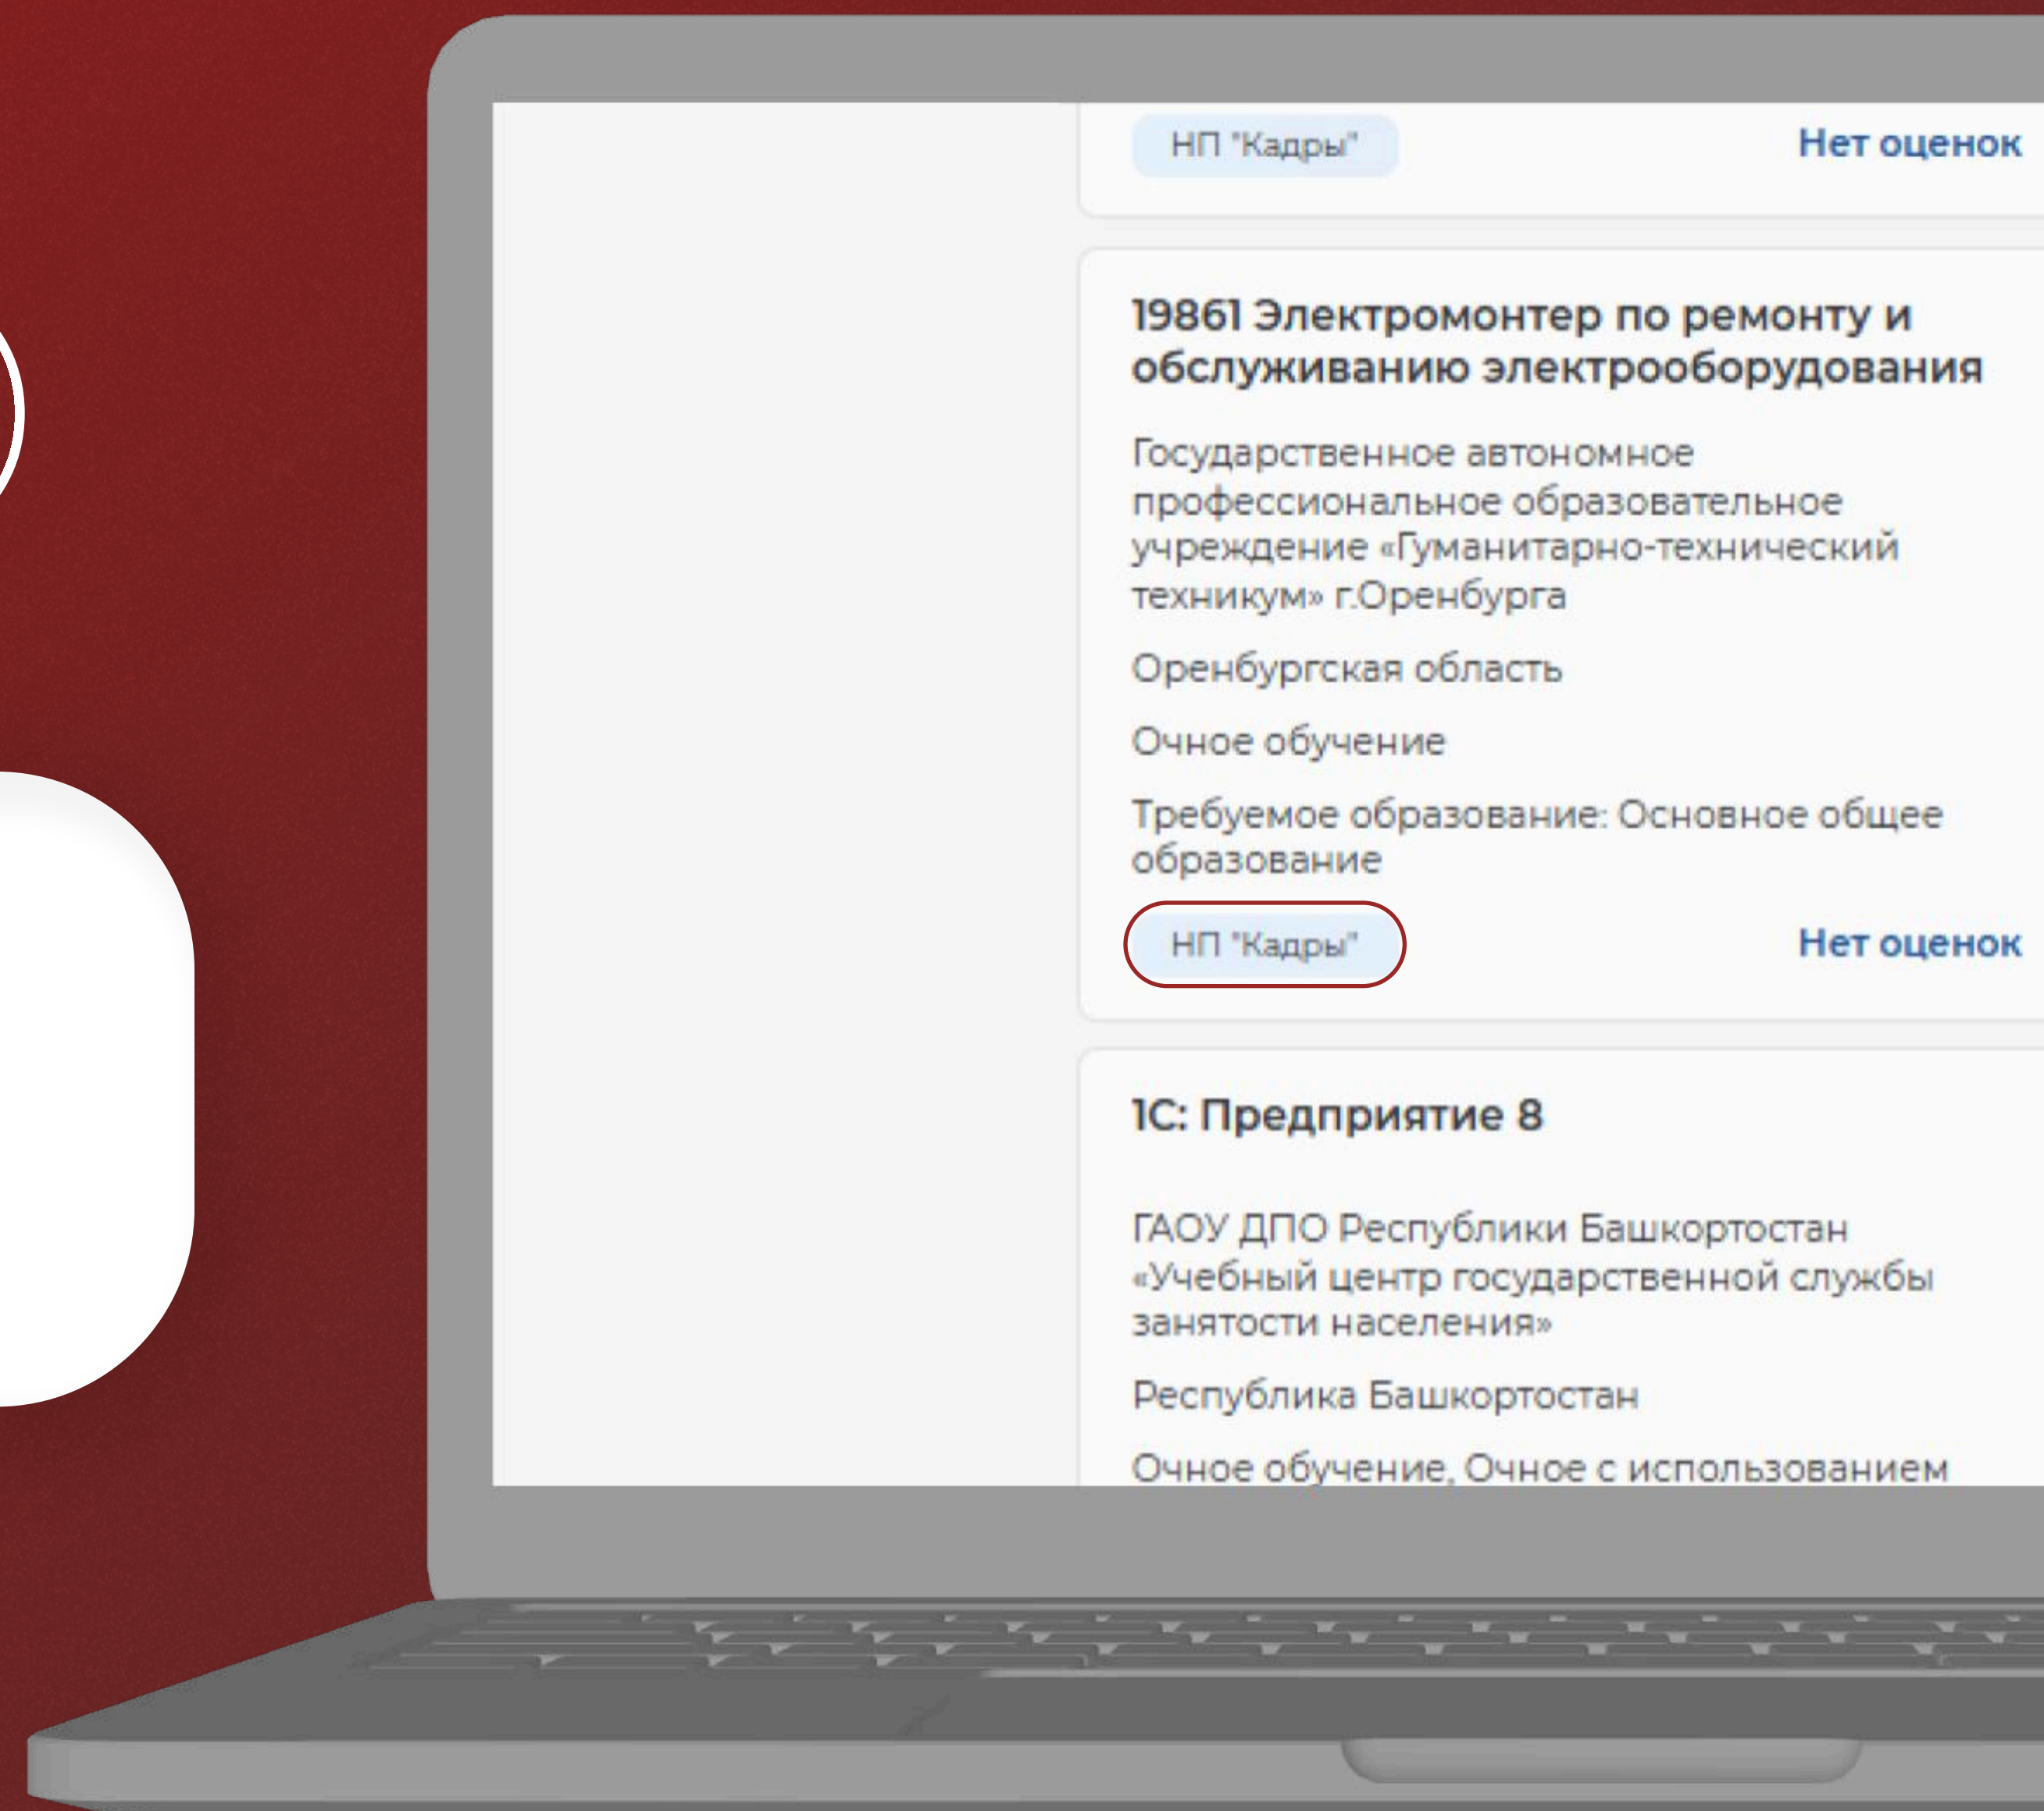 НП "Кадры"
Нет оценок
19861 Электромонтер по ремонту и
обслуживанию электрооборудования
Государственное автономное
профессиональное образовательное
учреждение «Гуманитарно-технический
техникум» г.Оренбурга
Оренбургская область
Очное обучение
Требуемое образование: Основное общее
образование
НП "Кадры"
Нет оценок
1С: Предприятие 8
ГАОУ ДПО Республики Башкортостан
«Учебный центр государственной службы
занятости населения»
Республика Башкортостан
Очное обучение, Очное с использованием